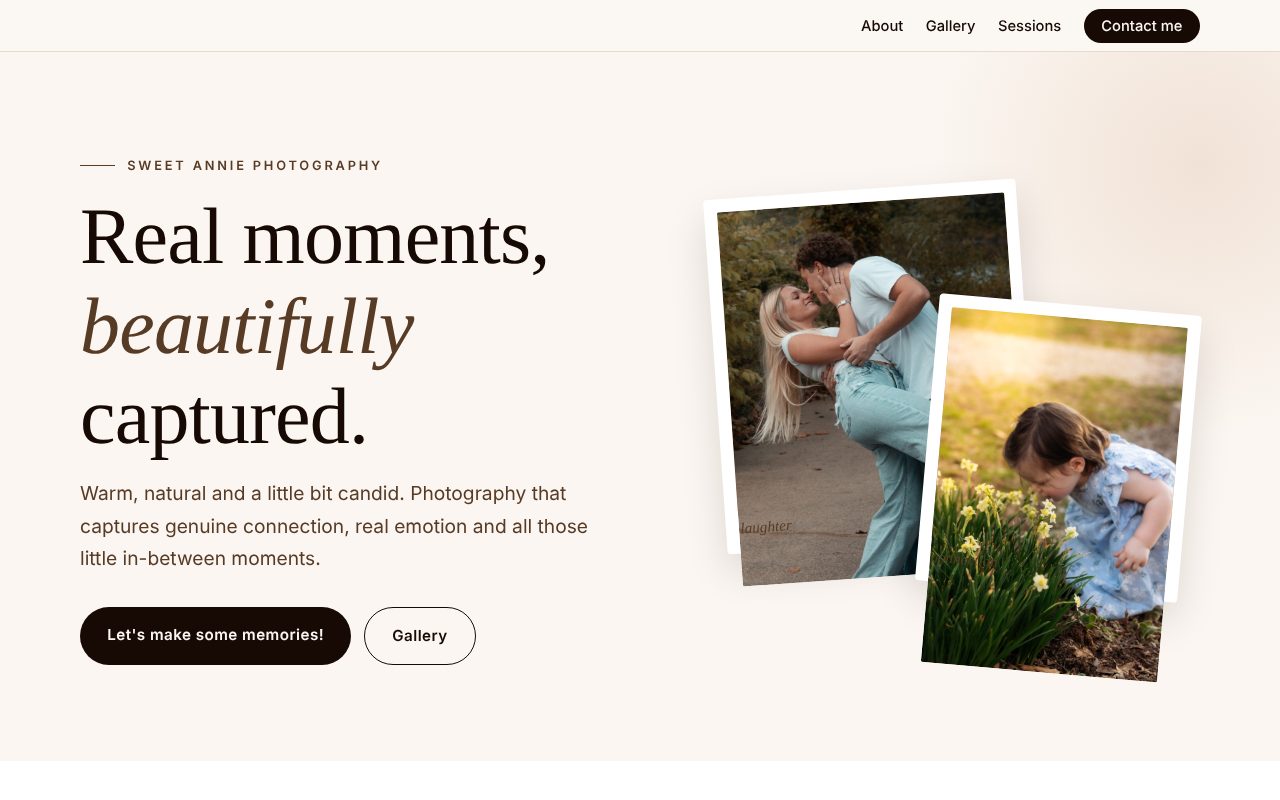 About
Gallery
Sessions
Contact me
SWEET ANNIE PHOTOGRAPHY
Real moments,
beautifully
captured.
Warm, natural and a little bit candid. Photography that
captures genuine connection, real emotion and all those
little in-between moments.
Let's make some memories!
Gallery
laughter